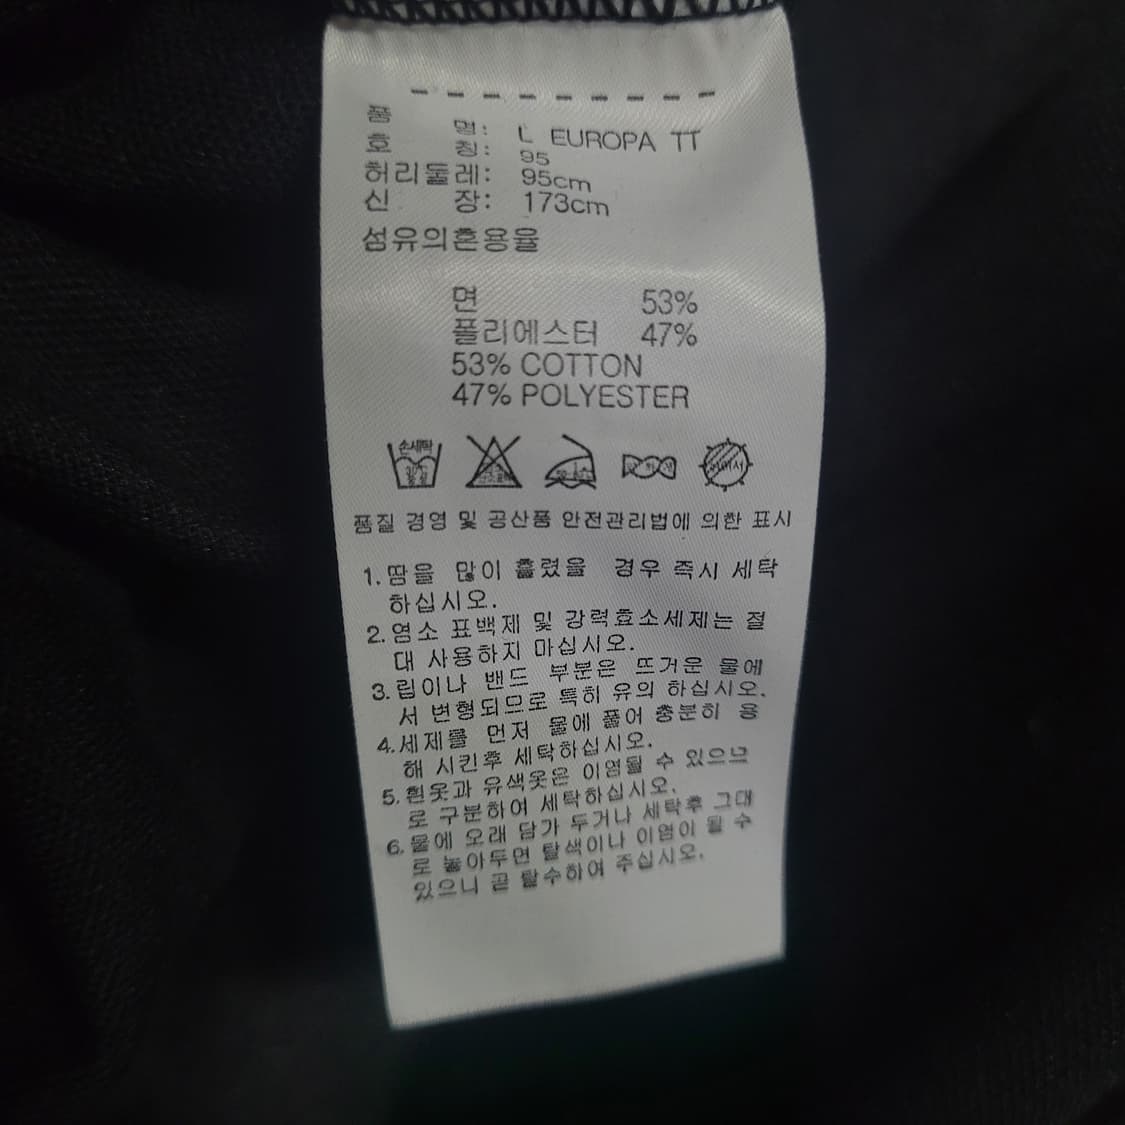 품 명: L EUROPA TT
호 칭: 95
허리둘레: 95cm
신 장: 173cm
섬유의혼용율
면 53%
폴리에스터 47%
53% COTTON
47% POLYESTER
손세탁
품질 경영 및 공산품 안전관리법에 의한 표시
1. 땀을 많이 흘렸을 경우 즉시 세탁
하십시오.
2. 염소 표백제 및 강력효소세제는 절
대 사용하지 마십시오.
3. 립이나 밴드 부분은 뜨거운 물에
서 변형되므로 특히 유의 하십시오.
4. 세제를 먼저 물에 풀어 충분히 용
해 시킨후 세탁하십시오.
5. 흰옷과 유색옷은 이염될 수 있으므
로 구분하여 세탁하십시오.
6. 물에 오래 담가 두거나 세탁후 그대
로 놓아두면 탈색이나 이염이 될 수
있으니 곧 탈수하여 주십시오.